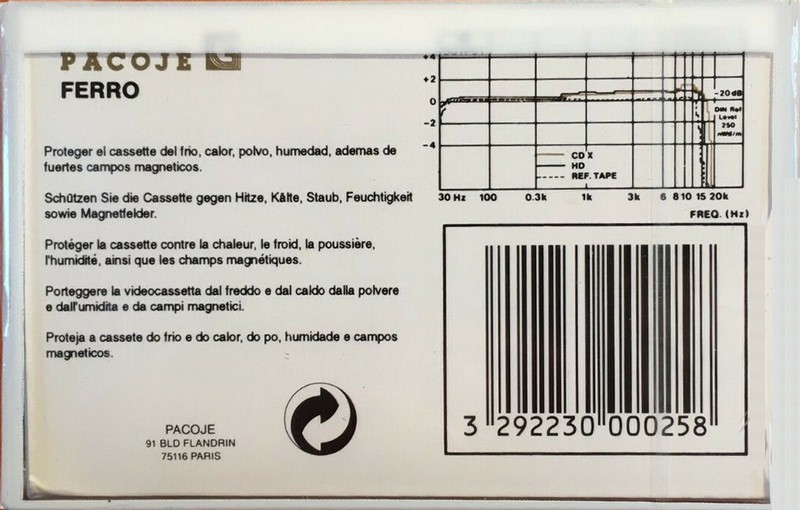 PACOJE G
FERRO
Proteger el cassette del frio, calor, polvo, humedad, ademas de
fuertes campos magneticos.
Schützen Sie die Cassette gegen Hitze, Kälte, Staub, Feuchtigkeit
sowie Magnetfelder.
Protéger la cassette contre la chaleur, le froid, la poussière,
l'humidité, ainsi que les champs magnétiques.
Porteggere la videocassetta dal freddo e dal caldo dalla polvere
e dall'umidita e da campi magnetici.
Proteja a cassete do frio e do calor, do po, humidade e campos
magneticos.
PACOJE
91 BLD FLANDRIN
75116 PARIS
+4
+2
0
-2
-4
-20 dB
DIN Ref
Level
250
nWb/m
CD X
HD
REF. TAPE
30 Hz 100 0.3k 1k 3k 6 8 10 15 20k
FREQ. (Hz)
3 292230 000258